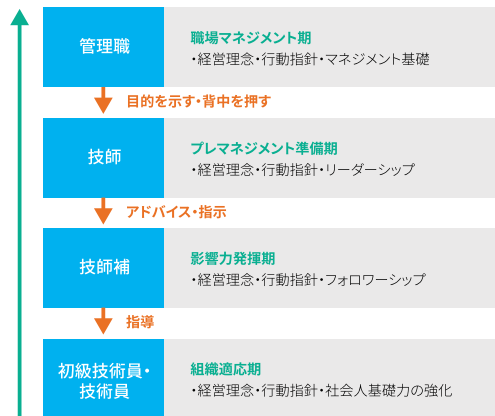 管理職
職場マネジメント期
・経営理念・行動指針・マネジメント基礎
目的を示す・背中を押す
技師
プレマネジメント準備期
・経営理念・行動指針・リーダーシップ
アドバイス・指示
技師補
影響力発揮期
・経営理念・行動指針・フォロワーシップ
指導
初級技術員・
技術員
組織適応期
・経営理念・行動指針・社会人基礎力の強化